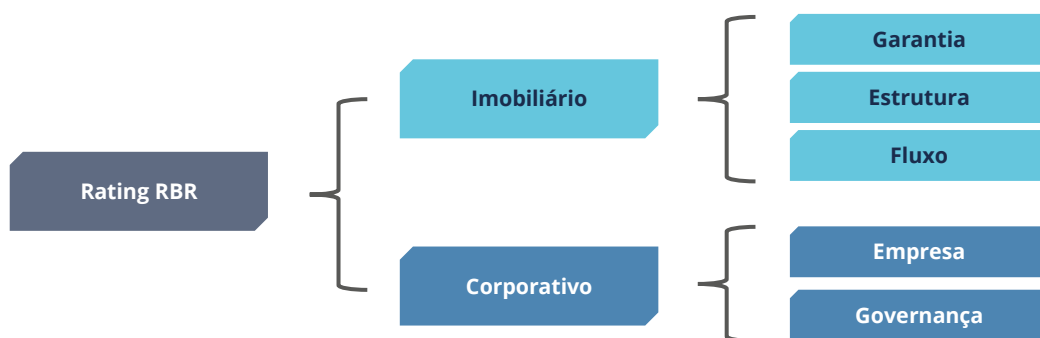 Rating RBR
Imobiliário
Garantia
Estrutura
Fluxo
Corporativo
Empresa
Governança